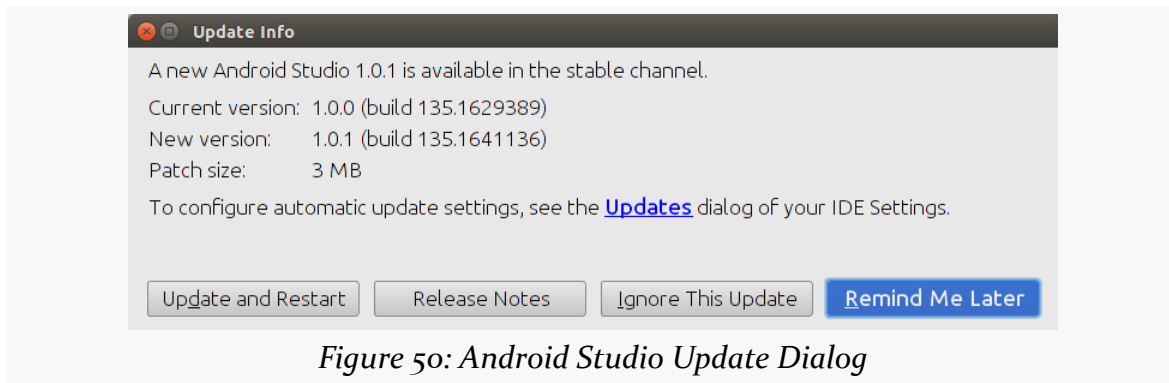 Update Info
A new Android Studio 1.0.1 is available in the stable channel.
Current version: 1.0.0 (build 135.1629389)
New version: 1.0.1 (build 135.1641136)
Patch size: 3 MB
To configure automatic update settings, see the Updates dialog of your IDE Settings.
Update and Restart Release Notes Ignore This Update Remind Me Later
Figure 50: Android Studio Update Dialog